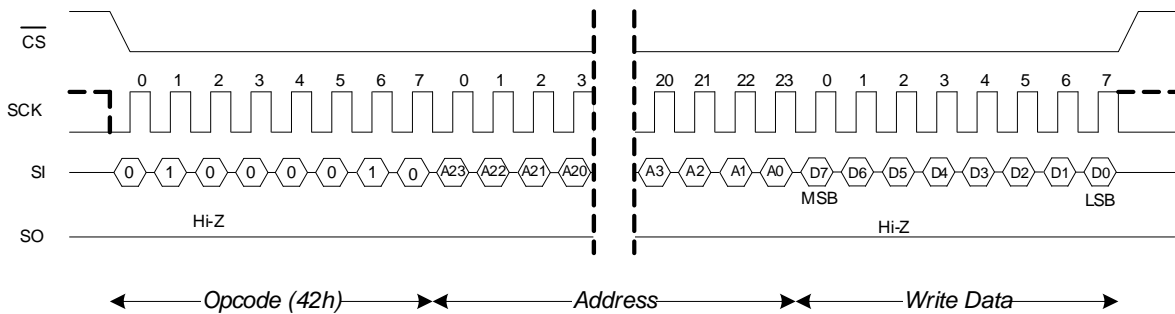 CS
0 1 2 3 4 5 6 7 0 1 2 3 20 21 22 23 0 1 2 3 4 5 6 7
SCK
SI 0 1 0 0 0 0 1 0 A23 A22 A21 A20 A3 A2 A1 A0 D7 D6 D5 D4 D3 D2 D1 D0
MSB LSB
Hi-Z Hi-Z
SO
Opcode (42h) Address Write Data